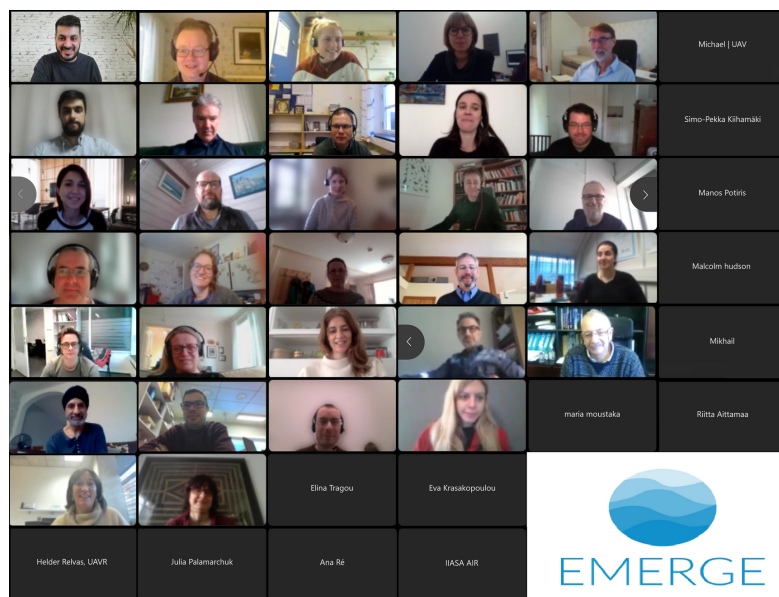 Michael | UAV
Simo-Pekka Kiihamäki
Manos Potiris
Malcolm hudson
Mikhail
maria moustaka
Riitta Aittamaa
Elina Tragou
Eva Krasakopoulou
Helder Relvas, UAVR
Julia Palamarchuk
Ana Ré
IIASA AIR
EMERGE